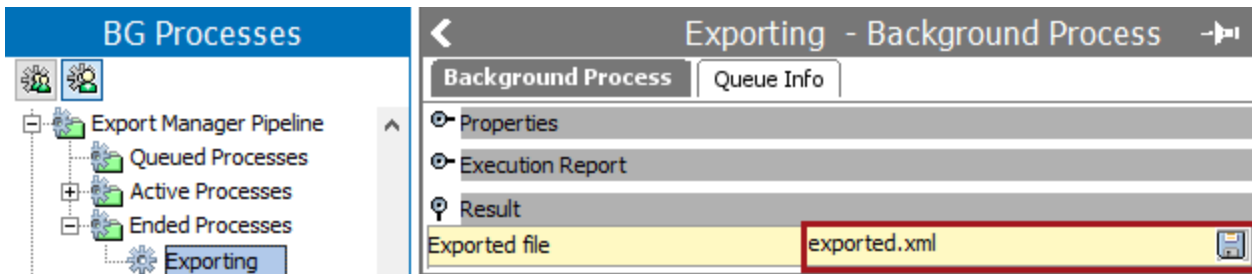 BG Processes
Export Manager Pipeline
Queued Processes
Active Processes
Ended Processes
Exporting
Exporting - Background Process
Background Process
Queue Info
Properties
Execution Report
Result
Exported file
exported.xml